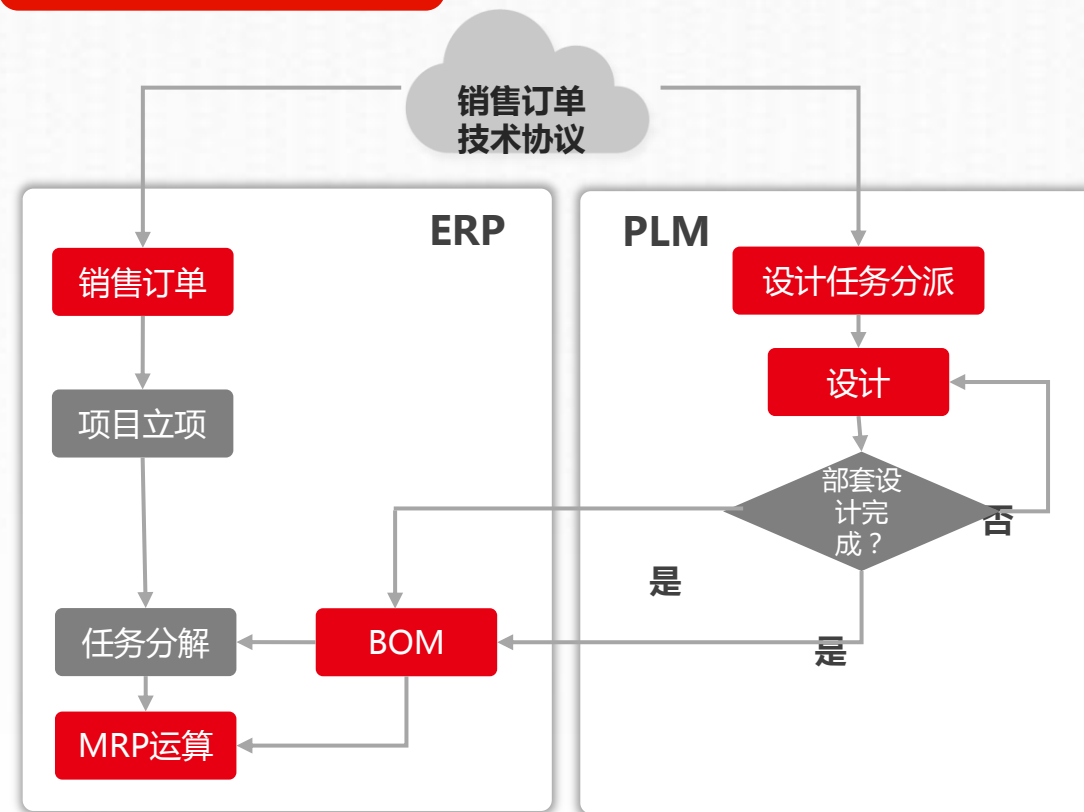 销售订单
技术协议
ERP
PLM
销售订单
设计任务分派
设计
项目立项
部套设
计完
成？
否
是
任务分解
BOM
是
MRP运算